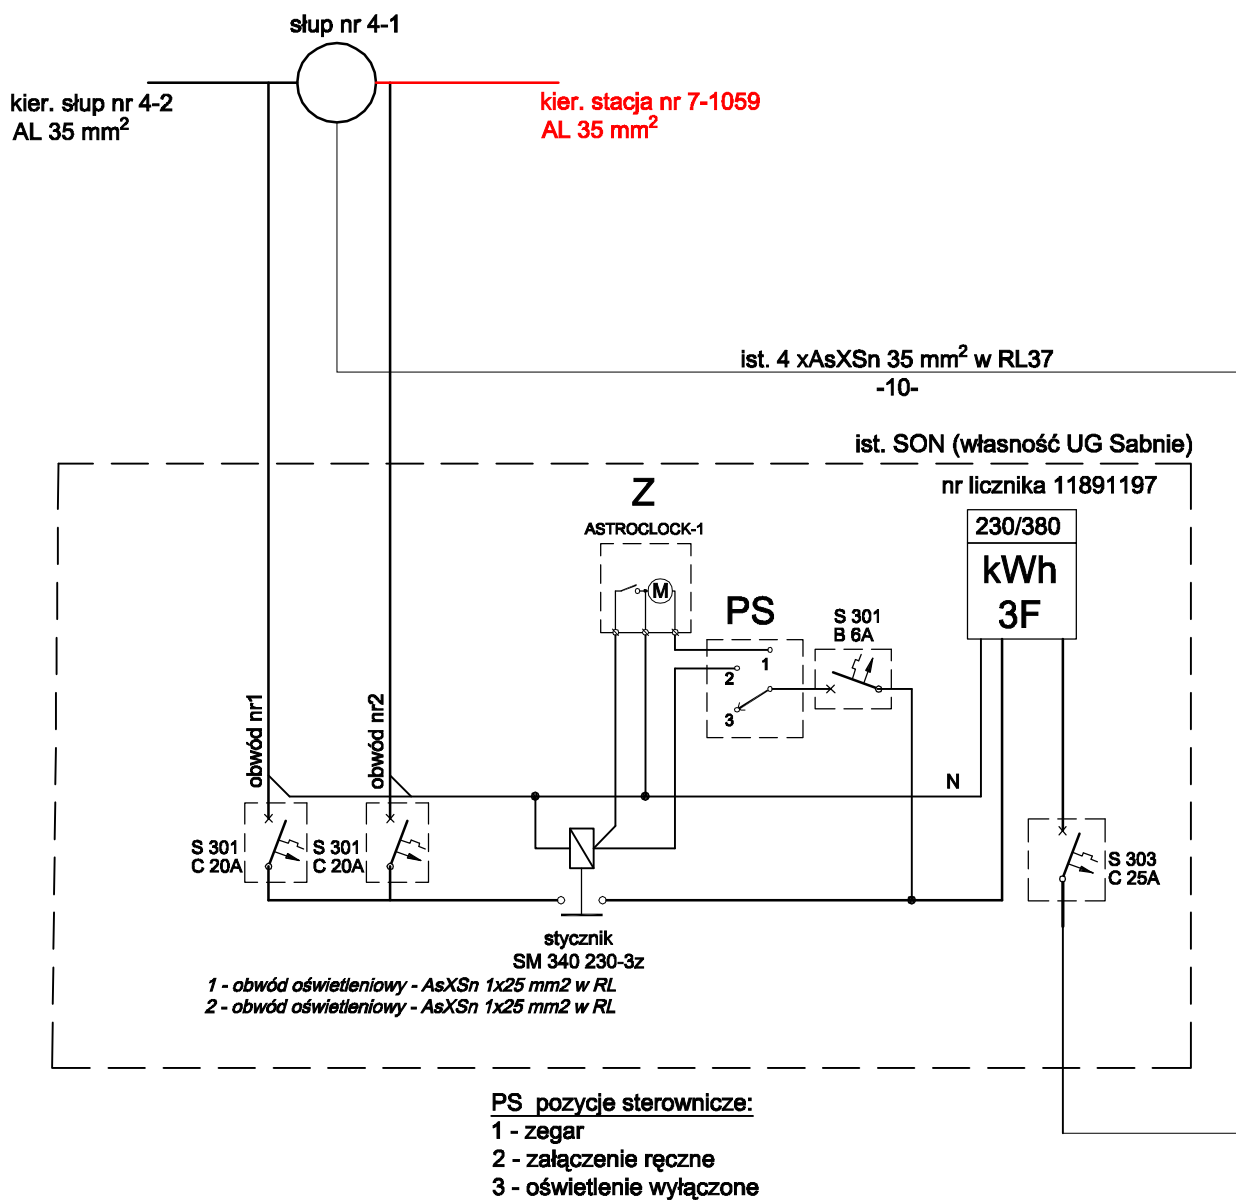 słup nr 4-1
kier. słup nr 4-2
AL 35 mm²
kier. stacja nr 7-1059
AL 35 mm²
ist. 4 xAsXSn 35 mm² w RL37
-10-
ist. SON (własność UG Sabnie)
nr licznika 11891197
Z
ASTROCLOCK-1
M
230/380
kWh
3F
PS
S 301
B 6A
1
2
3
obwód nr1
obwód nr2
N
S 301
C 20A
S 301
C 20A
S 303
C 25A
stycznik
SM 340 230-3z
1 - obwód oświetleniowy - AsXSn 1x25 mm2 w RL
2 - obwód oświetleniowy - AsXSn 1x25 mm2 w RL
PS pozycje sterownicze:
1 - zegar
2 - załączenie ręczne
3 - oświetlenie wyłączone